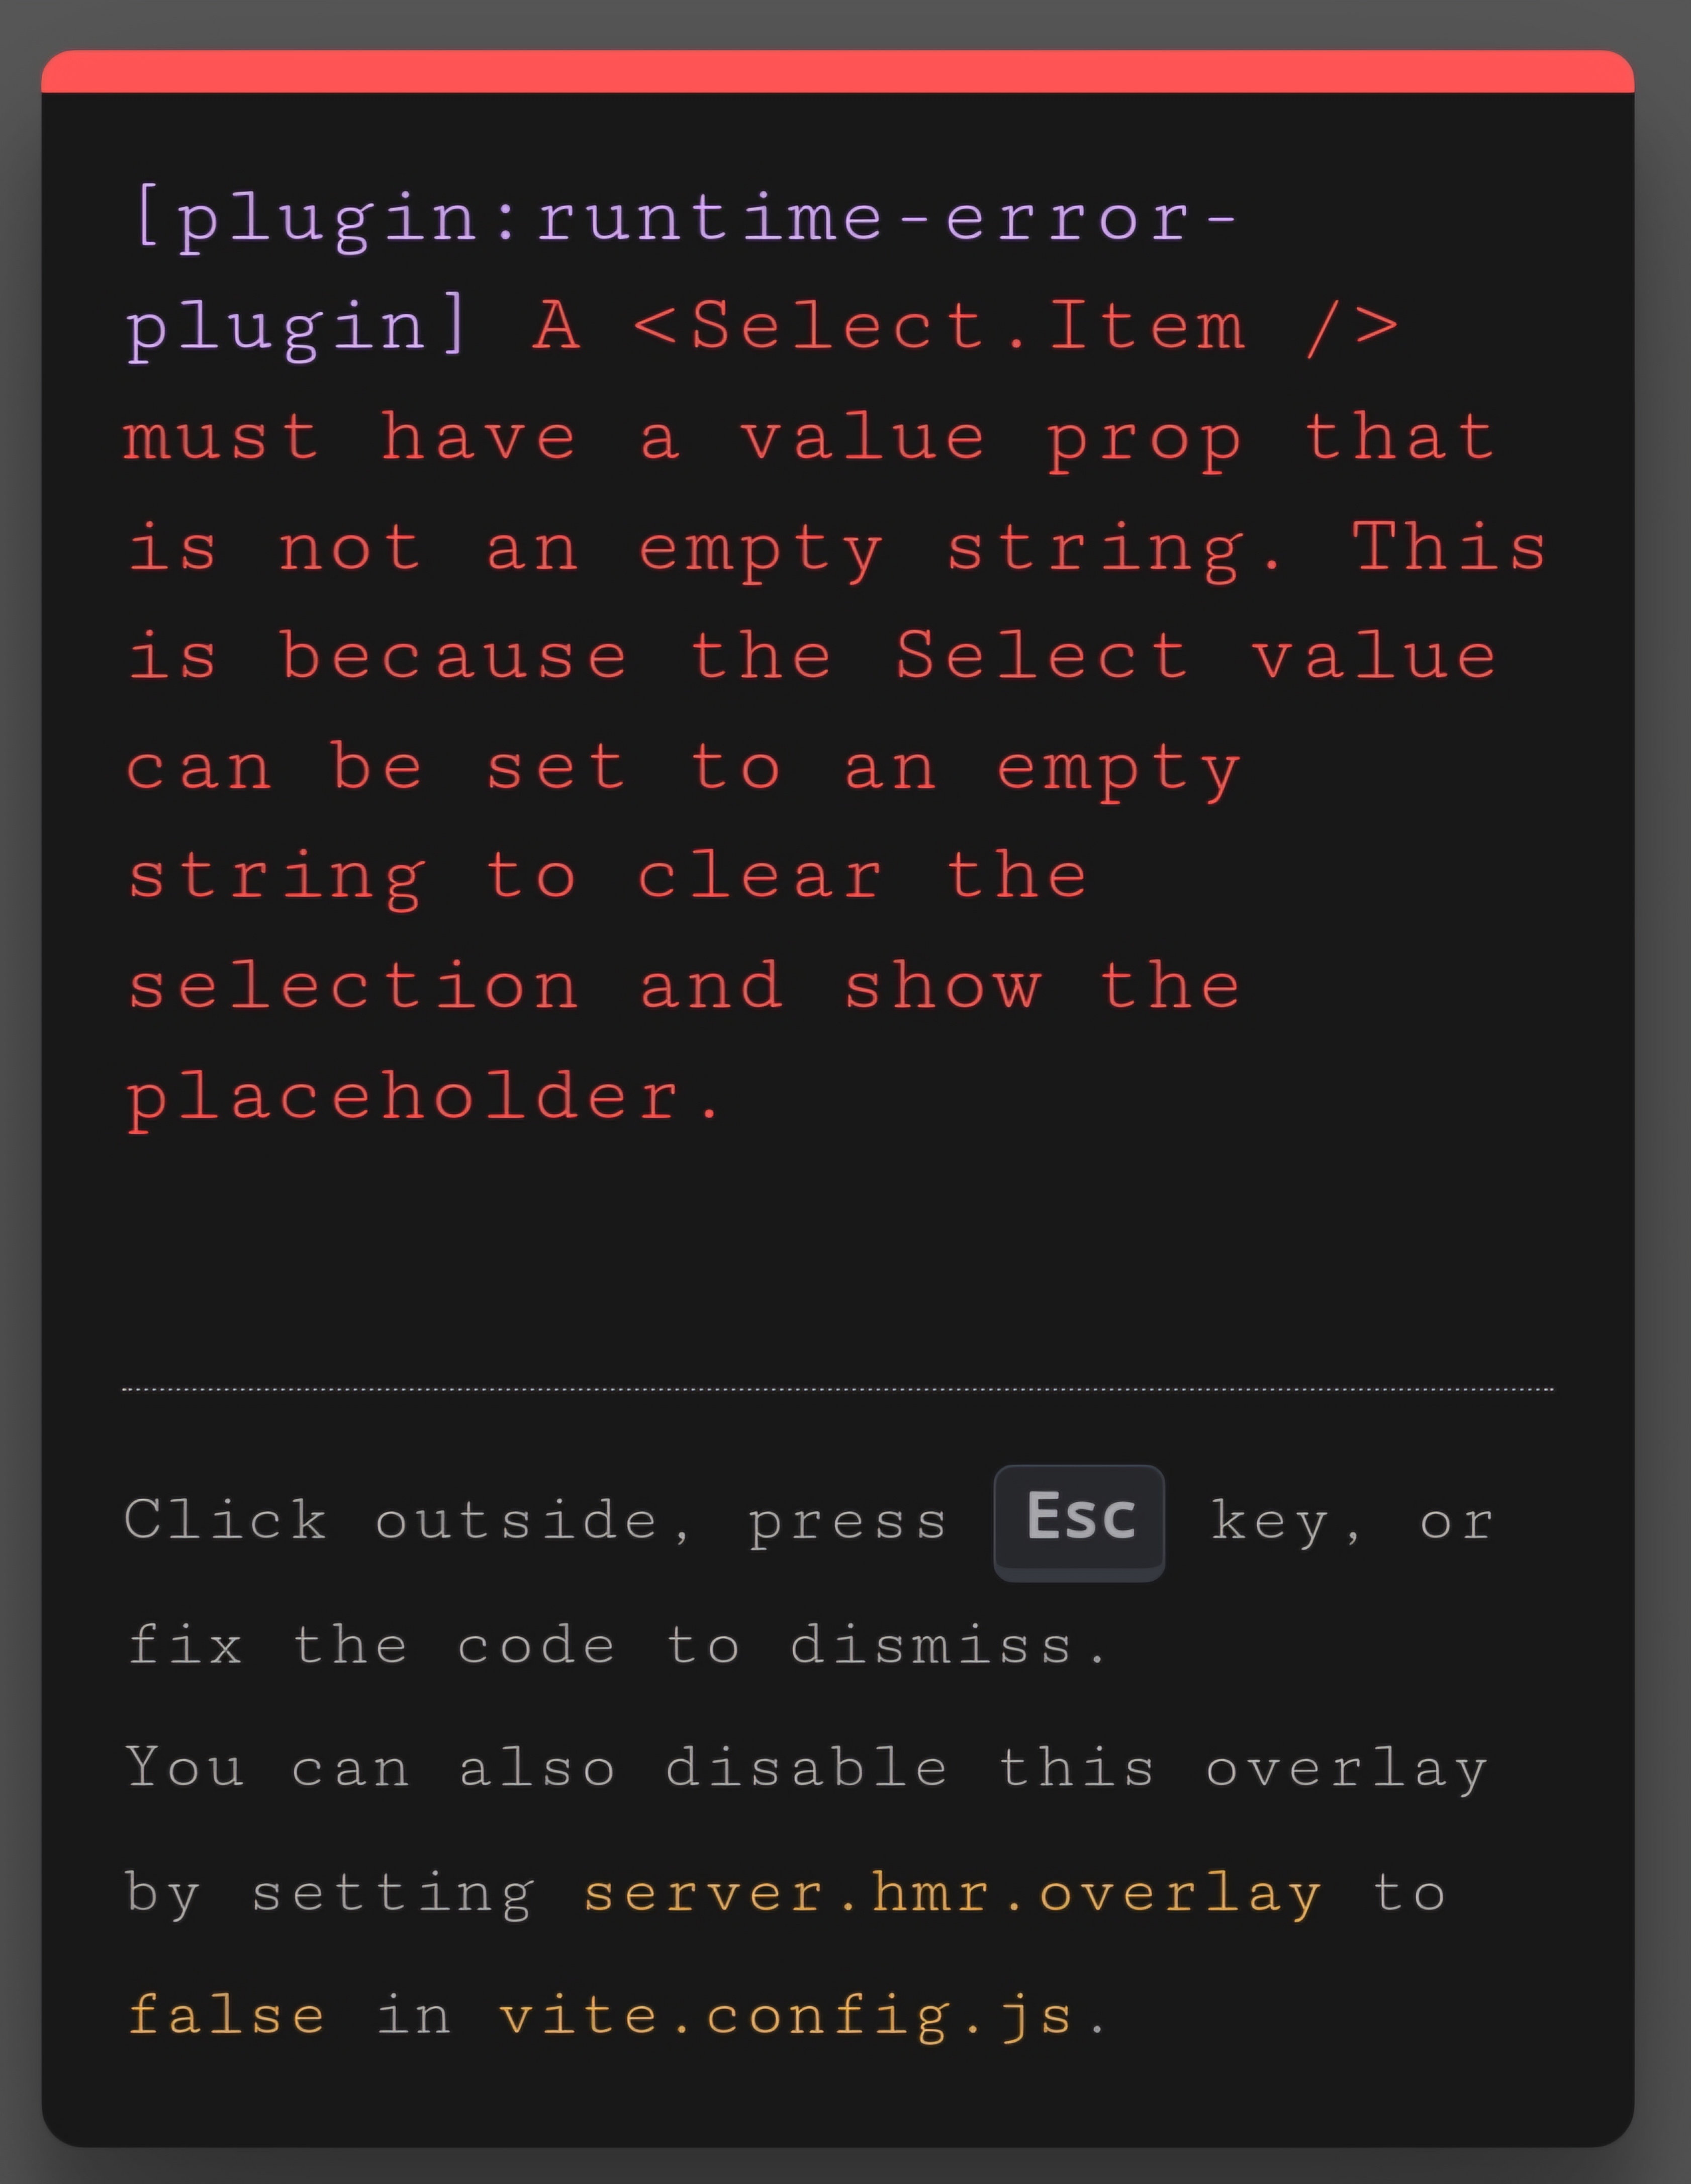 [plugin:runtime-error-
plugin] A <Select.Item />
must have a value prop that
is not an empty string. This
is because the Select value
can be set to an empty
string to clear the
selection and show the
placeholder.
Click outside, press Esc key, or
fix the code to dismiss.
You can also disable this overlay
by setting server.hmr.overlay to
false in vite.config.js.